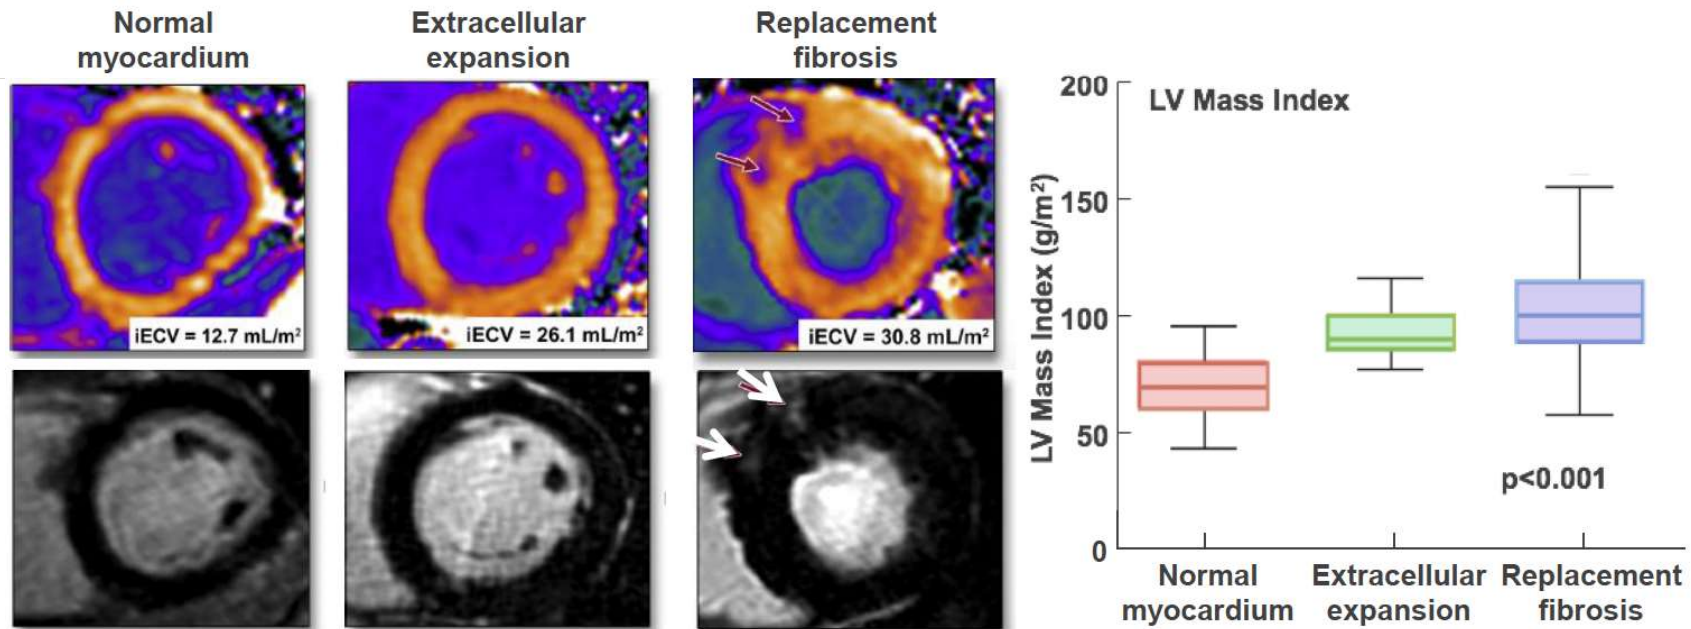 Normal
myocardium
Extracellular
expansion
Replacement
fibrosis
iECV = 12.7 mL/m²
iECV = 26.1 mL/m²
iECV = 30.8 mL/m²
LV Mass Index
LV Mass Index (g/m²)
200
150
100
50
0
p<0.001
Normal
myocardium
Extracellular
expansion
Replacement
fibrosis